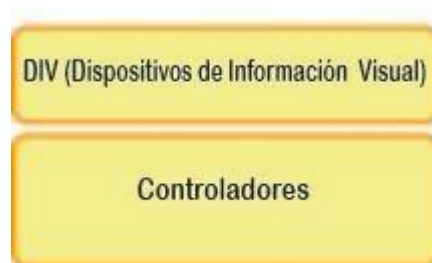 DIV (Dispositivos de Información Visual)
Controladores